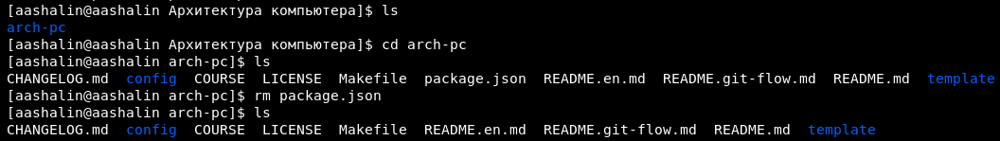 [aashalin@aashalin Архитектура компьютера]$ ls
arch-pc
[aashalin@aashalin Архитектура компьютера]$ cd arch-pc
[aashalin@aashalin arch-pc]$ ls
CHANGELOG.md  config  COURSE  LICENSE  Makefile  package.json  README.en.md  README.git-flow.md  README.md  template
[aashalin@aashalin arch-pc]$ rm package.json
[aashalin@aashalin arch-pc]$ ls
CHANGELOG.md  config  COURSE  LICENSE  Makefile  README.en.md  README.git-flow.md  README.md  template